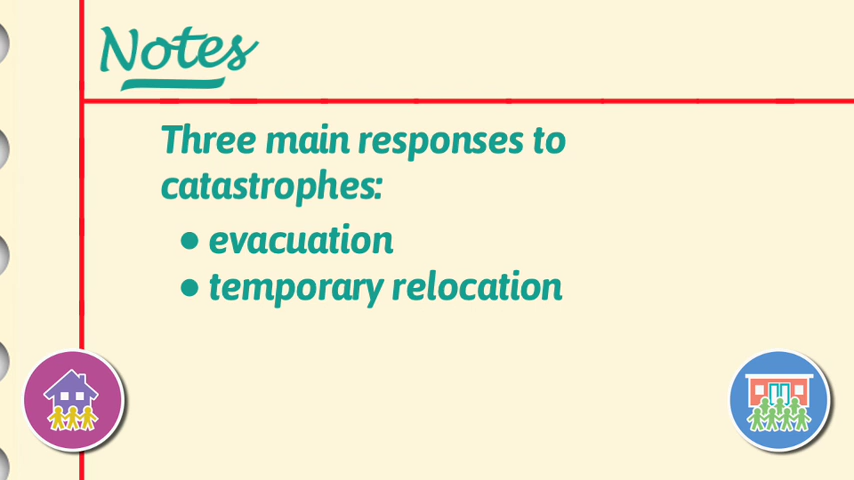 Notes
Three main responses to
catastrophes:
● evacuation
● temporary relocation